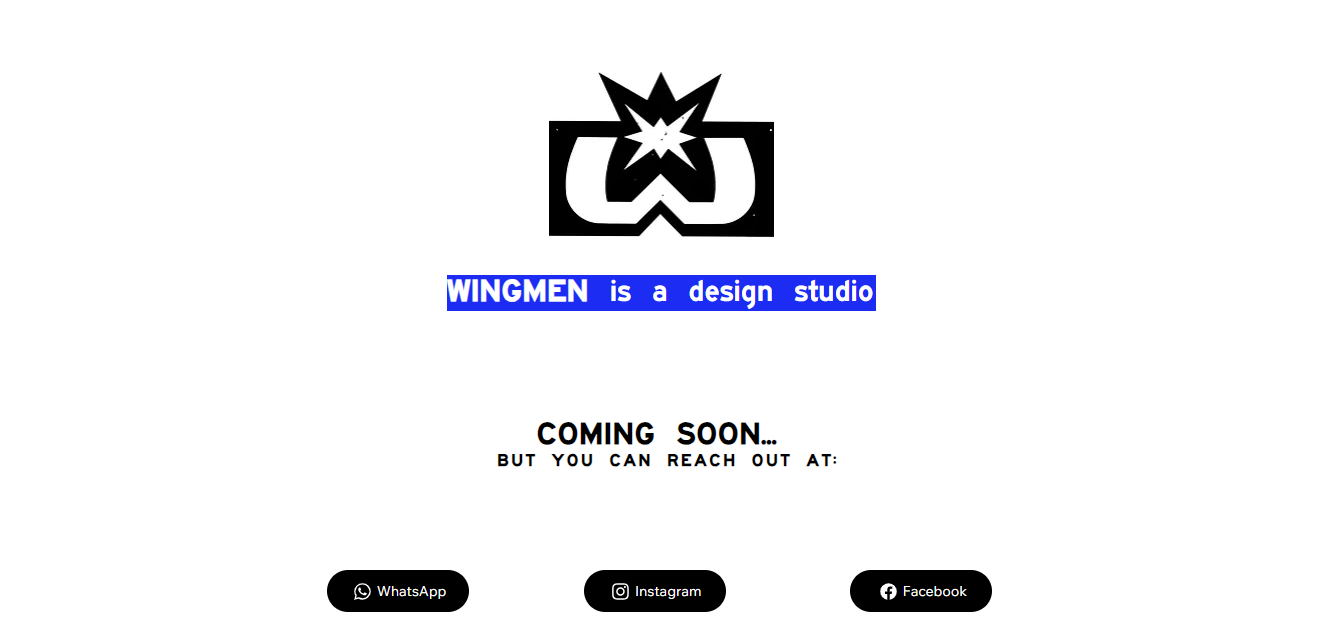 WINGMEN is a design studio
COMING SOON...
BUT YOU CAN REACH OUT AT:
WhatsApp
Instagram
Facebook